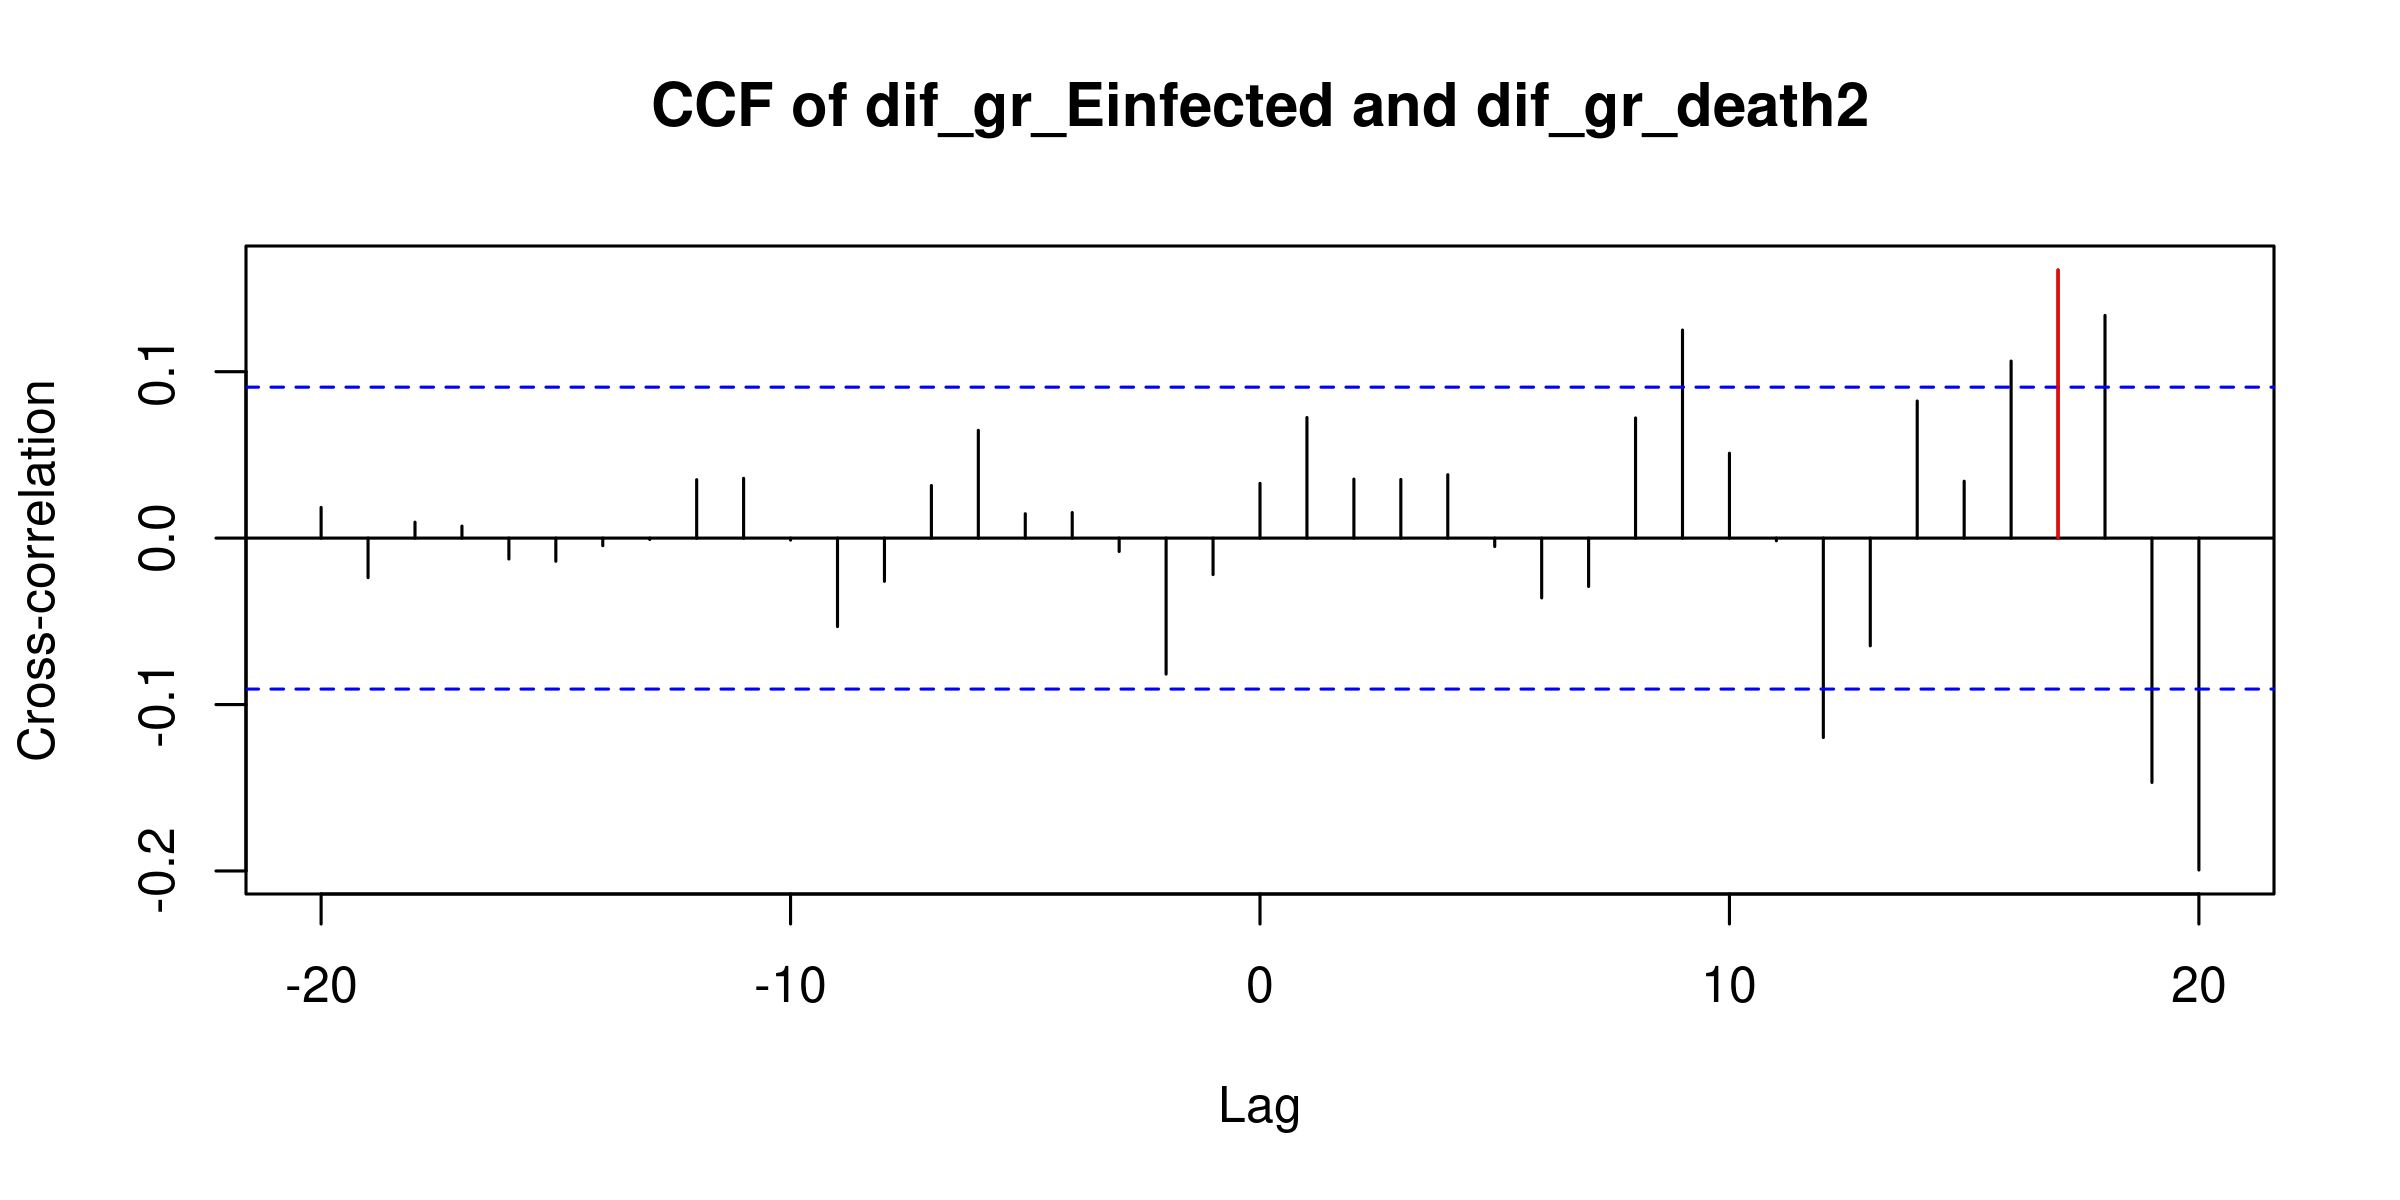 CCF of dif_gr_Einfected and dif_gr_death2
Cross-correlation
0.1
0.0
-0.1
-0.2
-20 -10 0 10 20
Lag